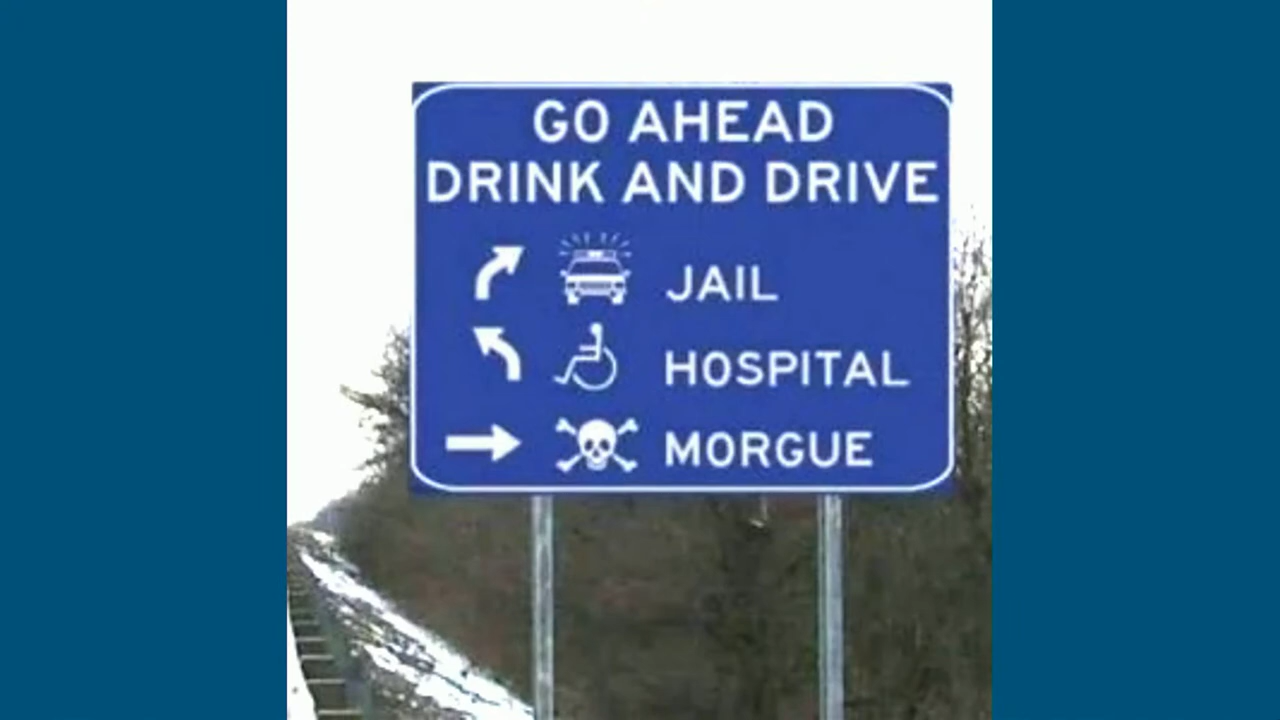 GO AHEAD
DRINK AND DRIVE
JAIL
HOSPITAL
MORGUE